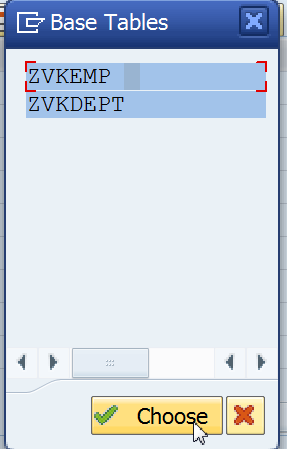 Base Tables
ZVKEMP
ZVKDEPT
Choose